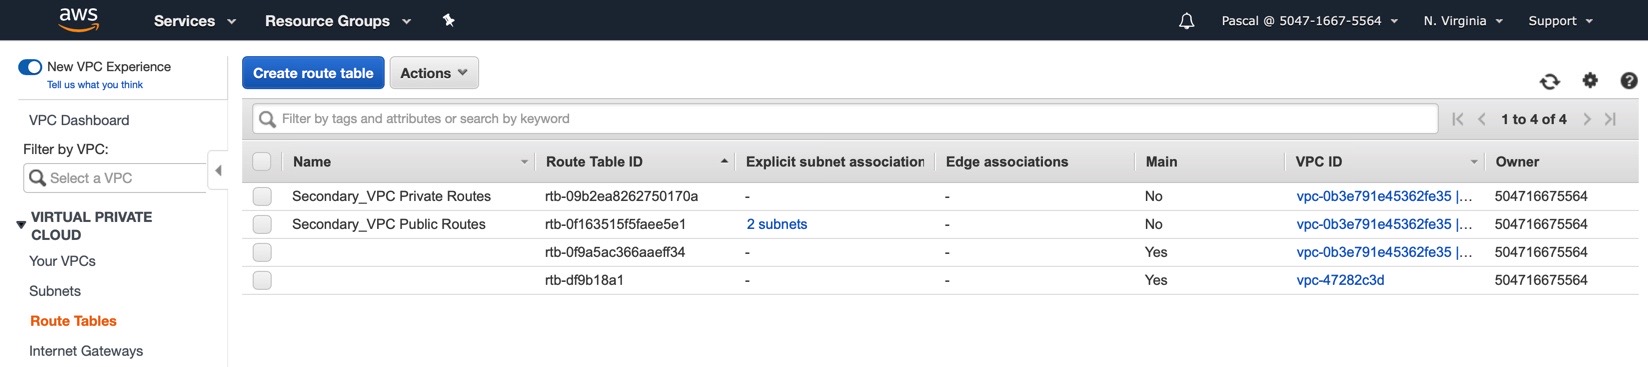 aws Services Resource Groups Pascal @ 5047-1667-5564 N. Virginia Support
New VPC Experience
Tell us what you think
Create route table Actions
VPC Dashboard
Filter by VPC:
Select a VPC
VIRTUAL PRIVATE
CLOUD
Your VPCs
Subnets
Route Tables
Internet Gateways
Filter by tags and attributes or search by keyword 1 to 4 of 4
Name Route Table ID Explicit subnet association Edge associations Main VPC ID Owner
Secondary_VPC Private Routes rtb-09b2ea8262750170a - - No vpc-0b3e791e45362fe35 |... 504716675564
Secondary_VPC Public Routes rtb-0f163515f5faee5e1 2 subnets - No vpc-0b3e791e45362fe35 |... 504716675564
rtb-0f9a5ac366aaeff34 - - Yes vpc-0b3e791e45362fe35 |... 504716675564
rtb-df9b18a1 - - Yes vpc-47282c3d 504716675564